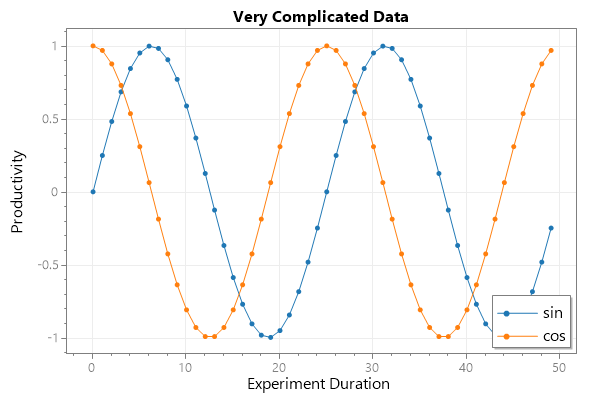 Very Complicated Data
Productivity
1
0.5
0
-0.5
-1
0
10
20
30
40
50
Experiment Duration
sin
cos